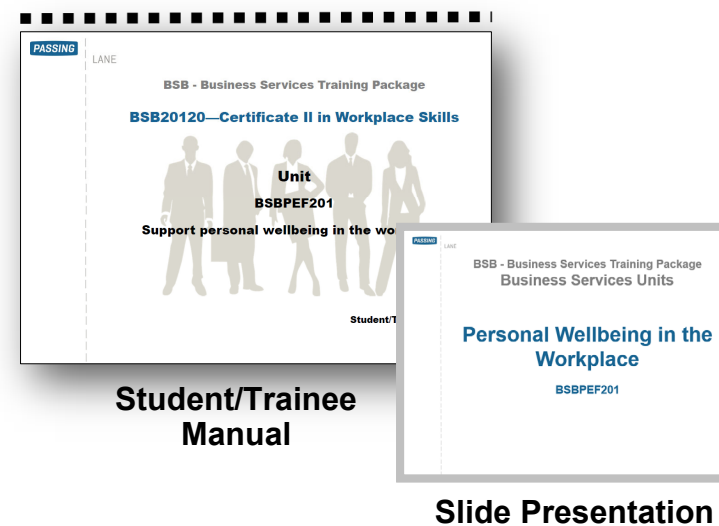 PASSING
LANE
BSB - Business Services Training Package
BSB20120—Certificate II in Workplace Skills
Unit
BSBPEF201
Support personal wellbeing in the
Student/
PASSING
LANE
BSB - Business Services Training Package
Business Services Units
Personal Wellbeing in the
Workplace
BSBPEF201
Student/Trainee
Manual
Slide Presentation